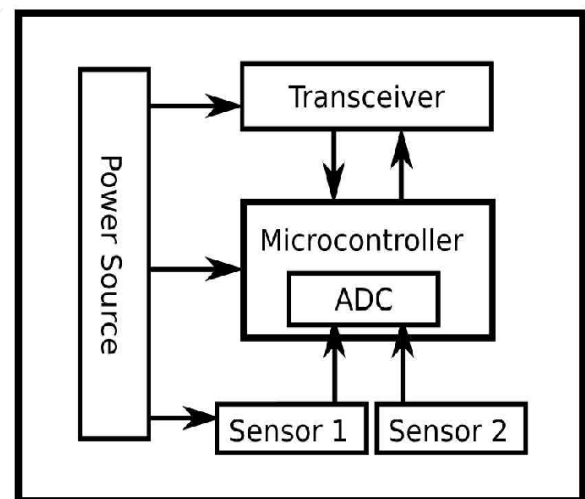 Transceiver
Power Source
Microcontroller
ADC
Sensor 1
Sensor 2